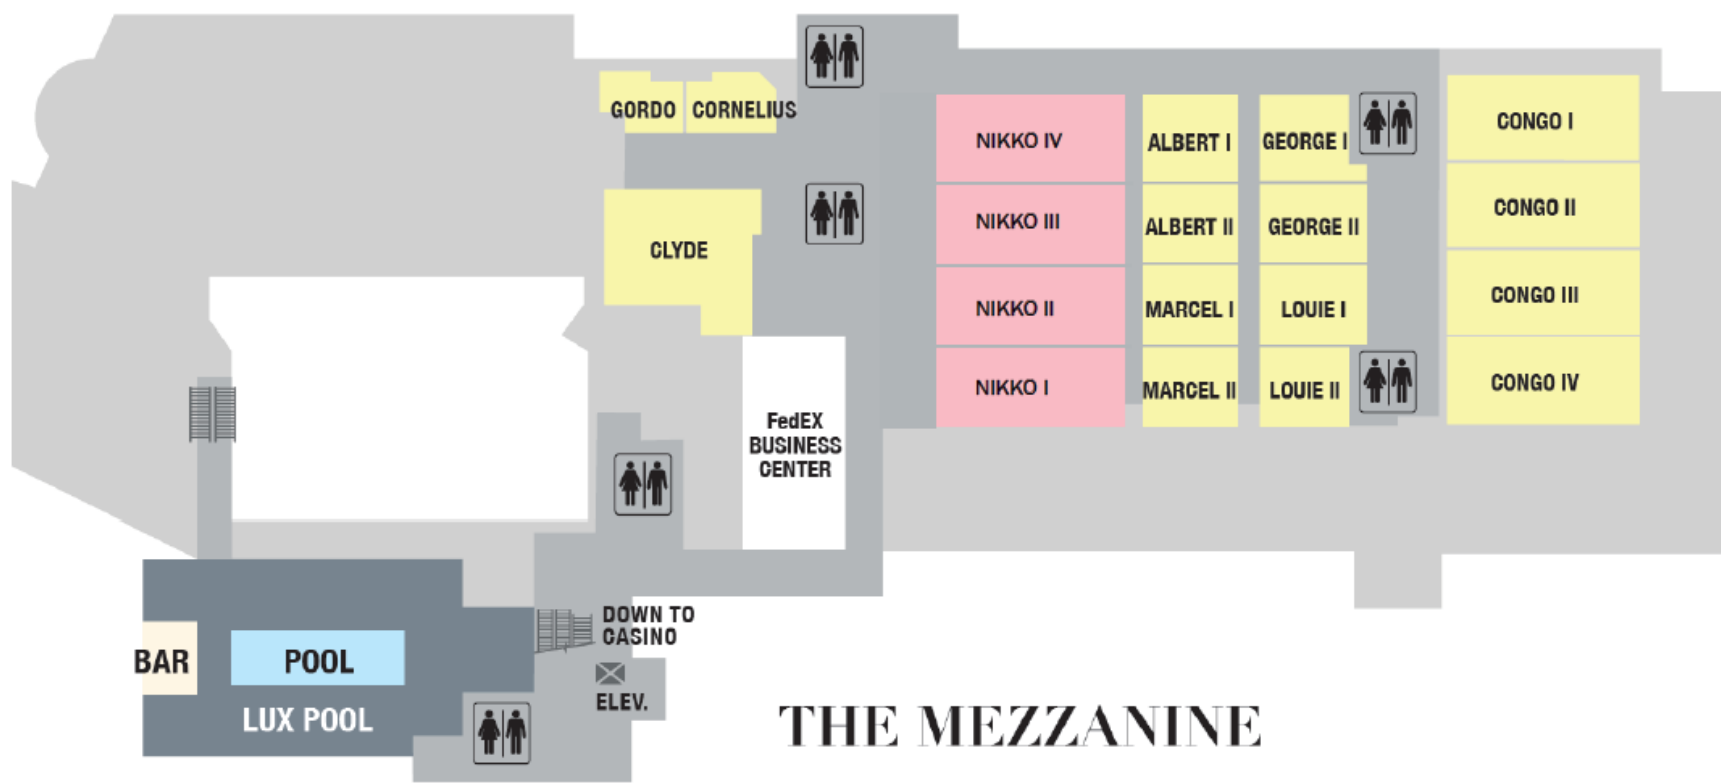 GORDO
CORNELIUS
CLYDE
NIKKO IV
NIKKO III
NIKKO II
NIKKO I
ALBERT I
ALBERT II
MARCEL I
MARCEL II
GEORGE I
GEORGE II
LOUIE I
LOUIE II
CONGO I
CONGO II
CONGO III
CONGO IV
FedEX
BUSINESS
CENTER
DOWN TO
CASINO
ELEV.
BAR
POOL
LUX POOL
THE MEZZANINE